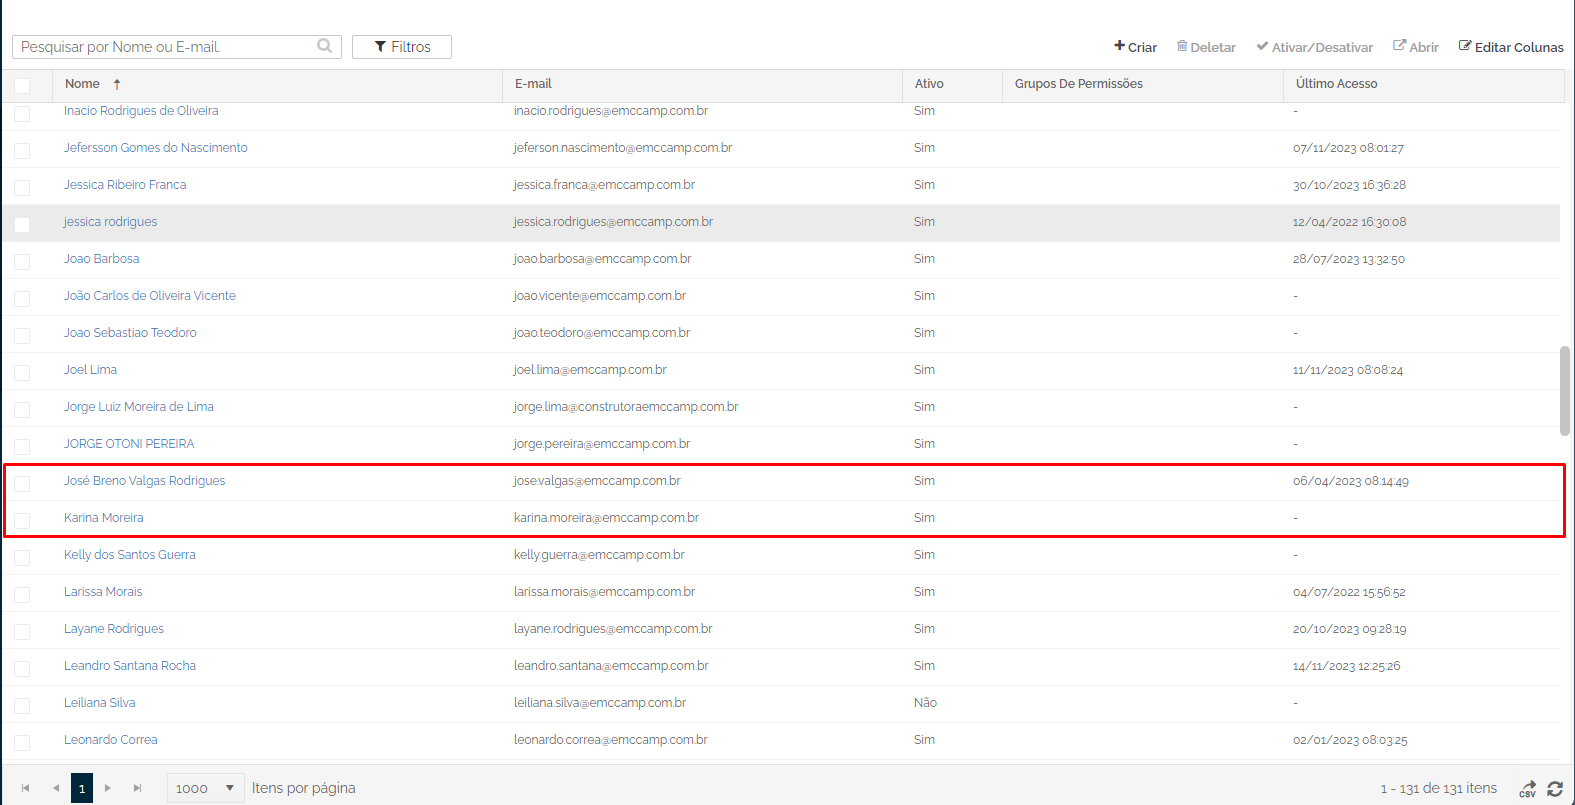 Pesquisar por Nome ou E-mail. Filtros Criar Deletar Ativar/Desativar Abrir Editar Colunas
Nome E-mail Ativo Grupos De Permissões Último Acesso
Inacio Rodrigues de Oliveira inacio.rodrigues@emccamp.com.br Sim -
Jefersson Gomes do Nascimento jeferson.nascimento@emccamp.com.br Sim 07/11/2023 08:01:27
Jessica Ribeiro Franca jessica.franca@emccamp.com.br Sim 30/10/2023 16:36:28
jessica rodrigues jessica.rodrigues@emccamp.com.br Sim 12/04/2022 16:30:08
Joao Barbosa joao.barbosa@emccamp.com.br Sim 28/07/2023 13:32:50
João Carlos de Oliveira Vicente joao.vicente@emccamp.com.br Sim -
Joao Sebastiao Teodoro joao.teodoro@emccamp.com.br Sim -
Joel Lima joel.lima@emccamp.com.br Sim 11/11/2023 08:08:24
Jorge Luiz Moreira de Lima jorge.lima@construtoraemccamp.com.br Sim -
JORGE OTONI PEREIRA jorge.pereira@emccamp.com.br Sim -
José Breno Valgas Rodrigues jose.valgas@emccamp.com.br Sim 06/04/2023 08:14:49
Karina Moreira karina.moreira@emccamp.com.br Sim -
Kelly dos Santos Guerra kelly.guerra@emccamp.com.br Sim -
Larissa Morais larissa.morais@emccamp.com.br Sim 04/07/2022 15:56:52
Layane Rodrigues layane.rodrigues@emccamp.com.br Sim 20/10/2023 09:28:19
Leandro Santana Rocha leandro.santana@emccamp.com.br Sim 14/11/2023 12:25:26
Leiliana Silva leiliana.silva@emccamp.com.br Não -
Leonardo Correa leonardo.correa@emccamp.com.br Sim 02/01/2023 08:03:25
1 1000 Itens por página 1 - 131 de 131 itens CSV